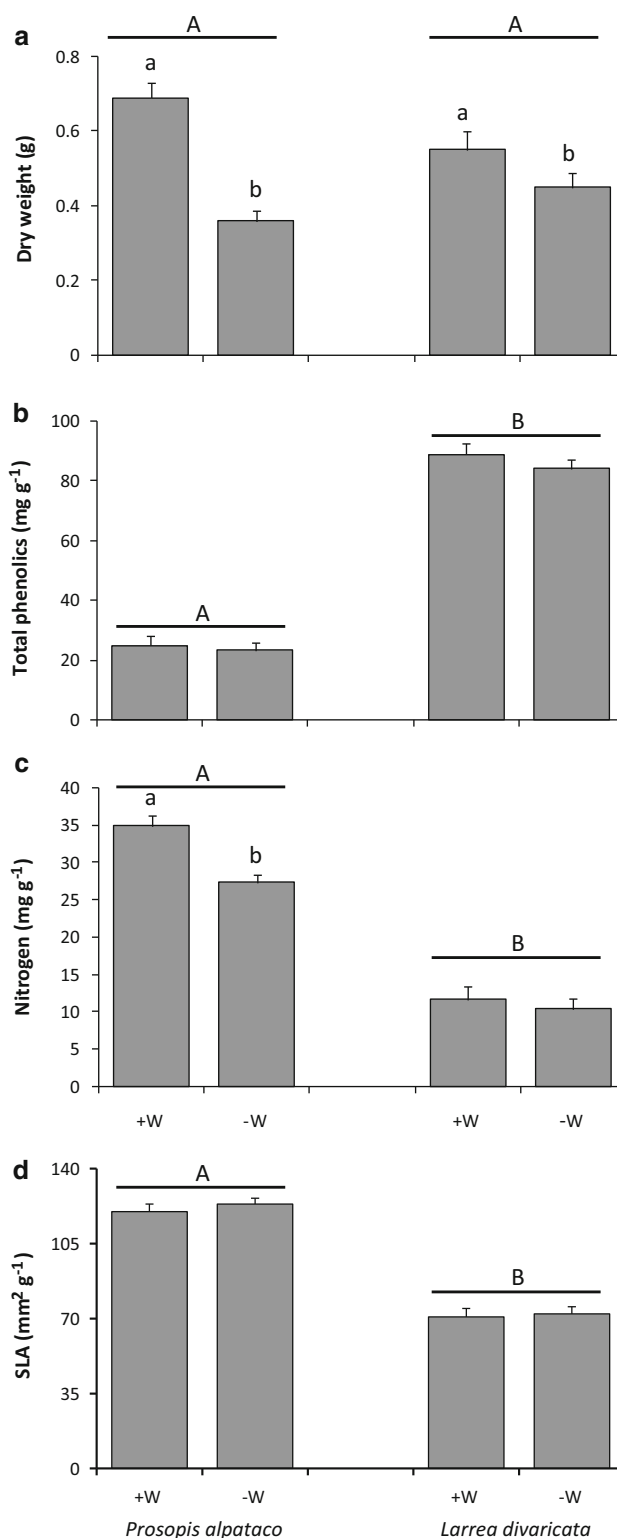 a
A A
0.8
a
a
0.6
b
b
0.4
0.2
0
Dry weight (g)
b
B
100
80
60
A
40
20
0
Total phenolics (mg g⁻¹)
c
A
40
a
35
b
30
25
20
B
15
10
5
0
Nitrogen (mg g⁻¹)
+W -W +W -W
d
140
A
105
B
70
35
0
SLA (mm² g⁻¹)
+W -W +W -W
Prosopis alpataco Larrea divaricata